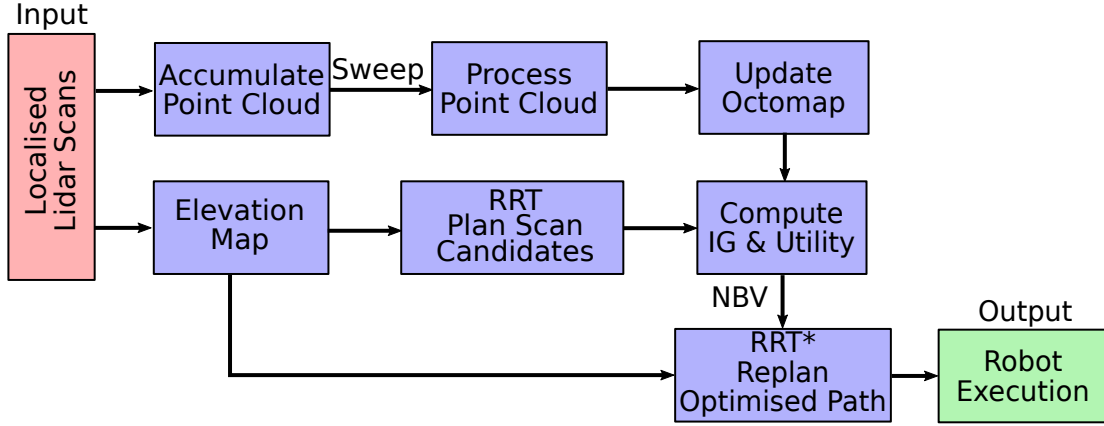 Input
Localised
Lidar Scans
Accumulate
Point Cloud
Sweep
Process
Point Cloud
Update
Octomap
Elevation
Map
RRT
Plan Scan
Candidates
Compute
IG & Utility
NBV
RRT*
Replan
Optimised Path
Output
Robot
Execution